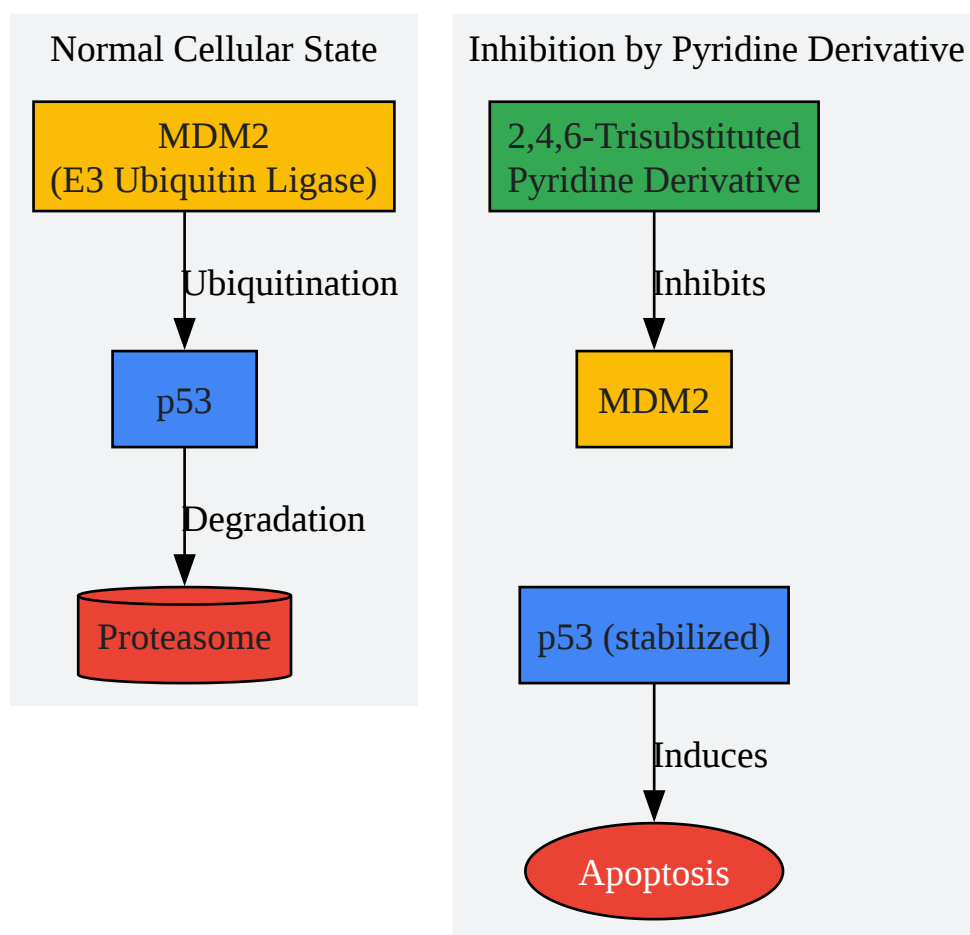 Normal Cellular State
MDM2
(E3 Ubiquitin Ligase)
Ubiquitination
p53
Degradation
Proteasome
Inhibition by Pyridine Derivative
2,4,6-Trisubstituted
Pyridine Derivative
Inhibits
MDM2
p53 (stabilized)
Induces
Apoptosis